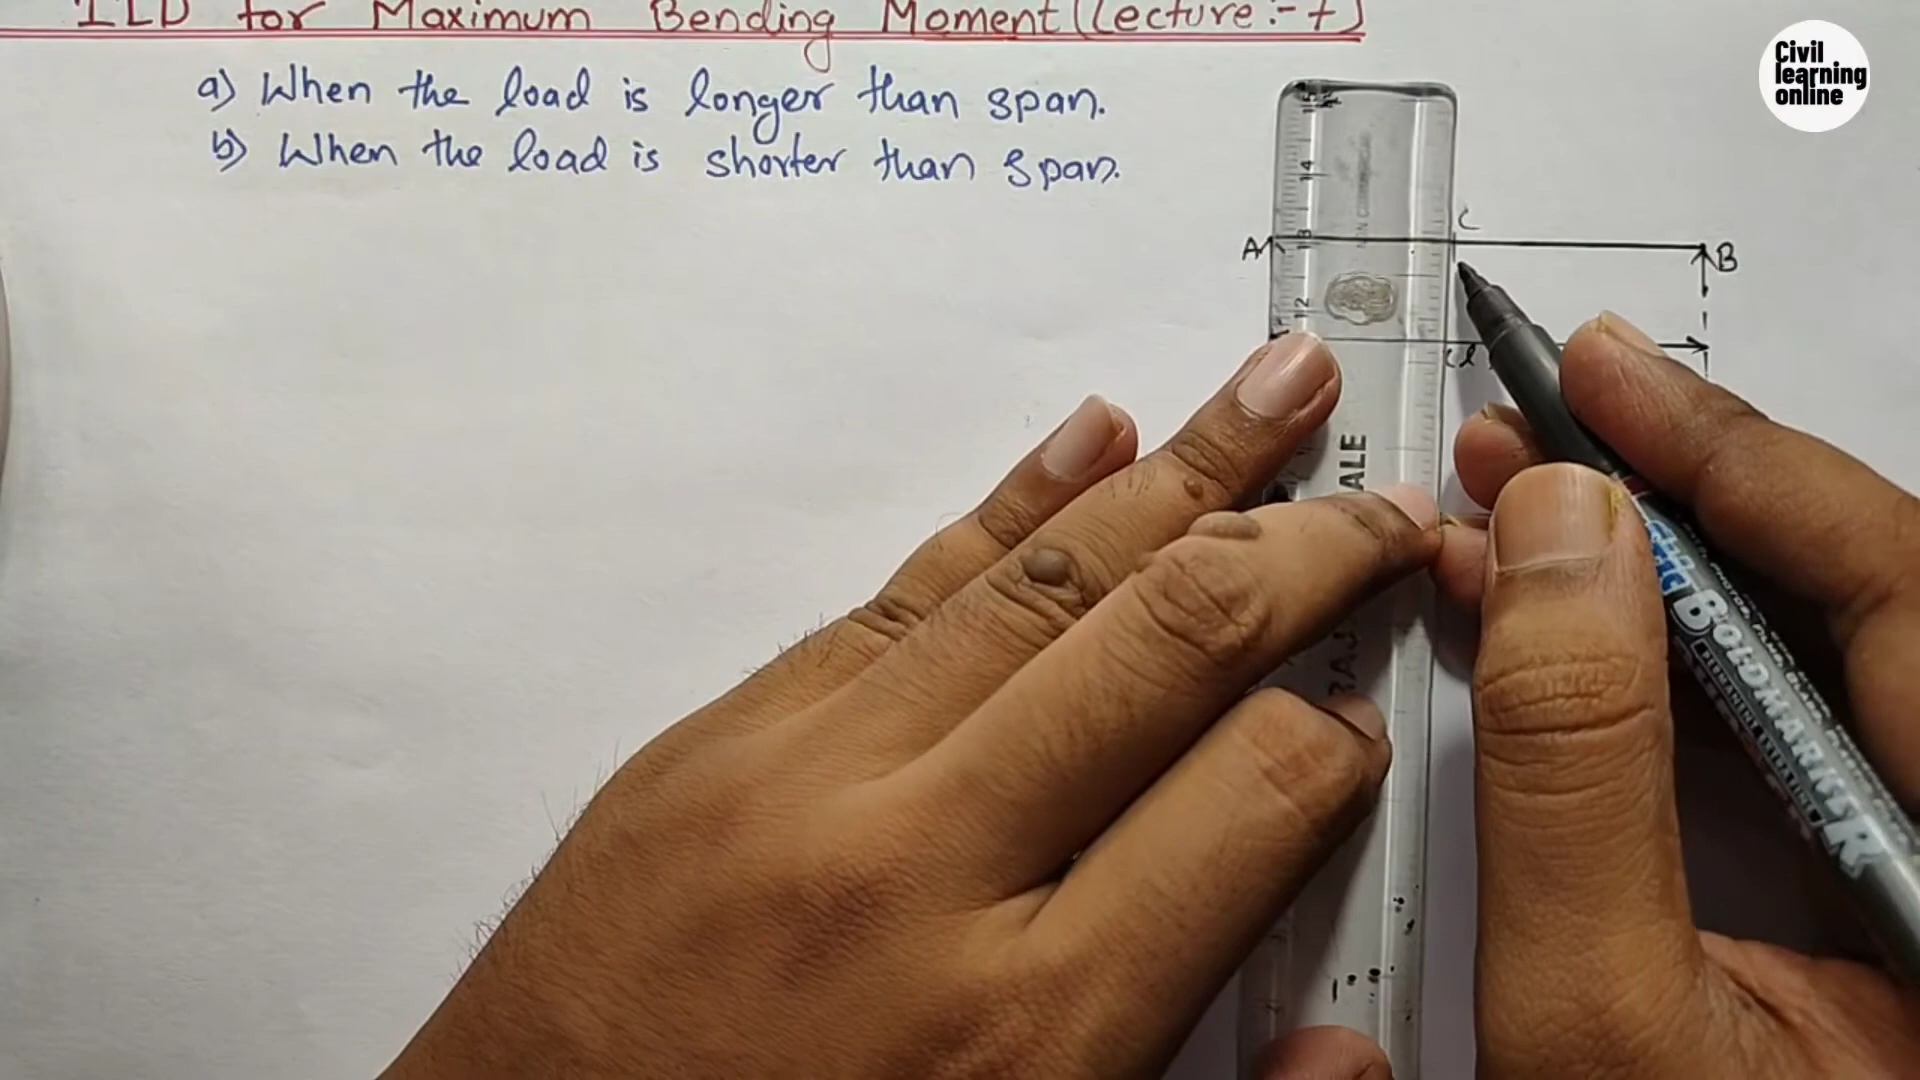 ILD for Maximum Bending Moment (Lecture:-7)
a) When the load is longer than span.
b) When the load is shorter than span.
Civil
learning
online
C
A
B
l
15
14
13
12
BOLDMARKER